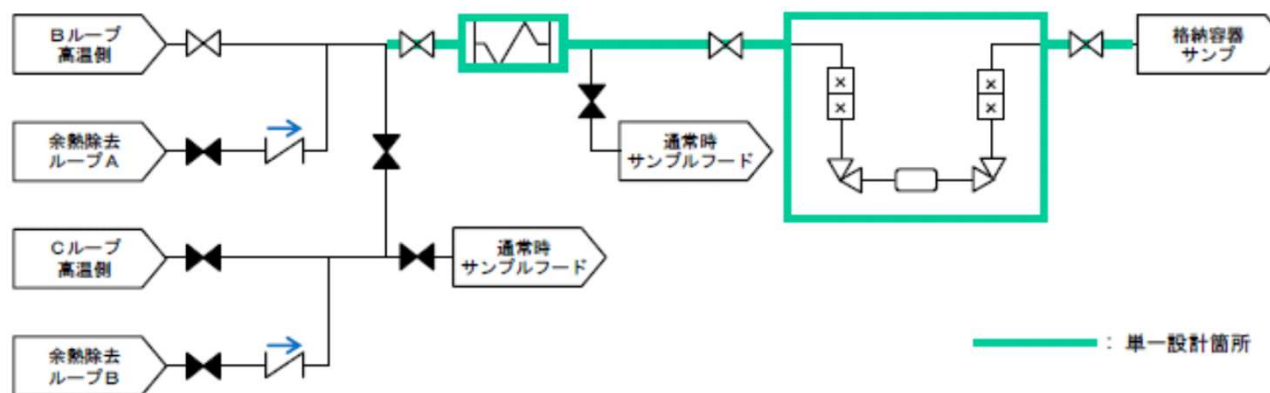 Bループ
高温側
余熱除去
ループA
Cループ
高温側
余熱除去
ループB
通常時
サンプルフード
通常時
サンプルフード
×
×
×
×
格納容器
サンプ
：単一設計箇所